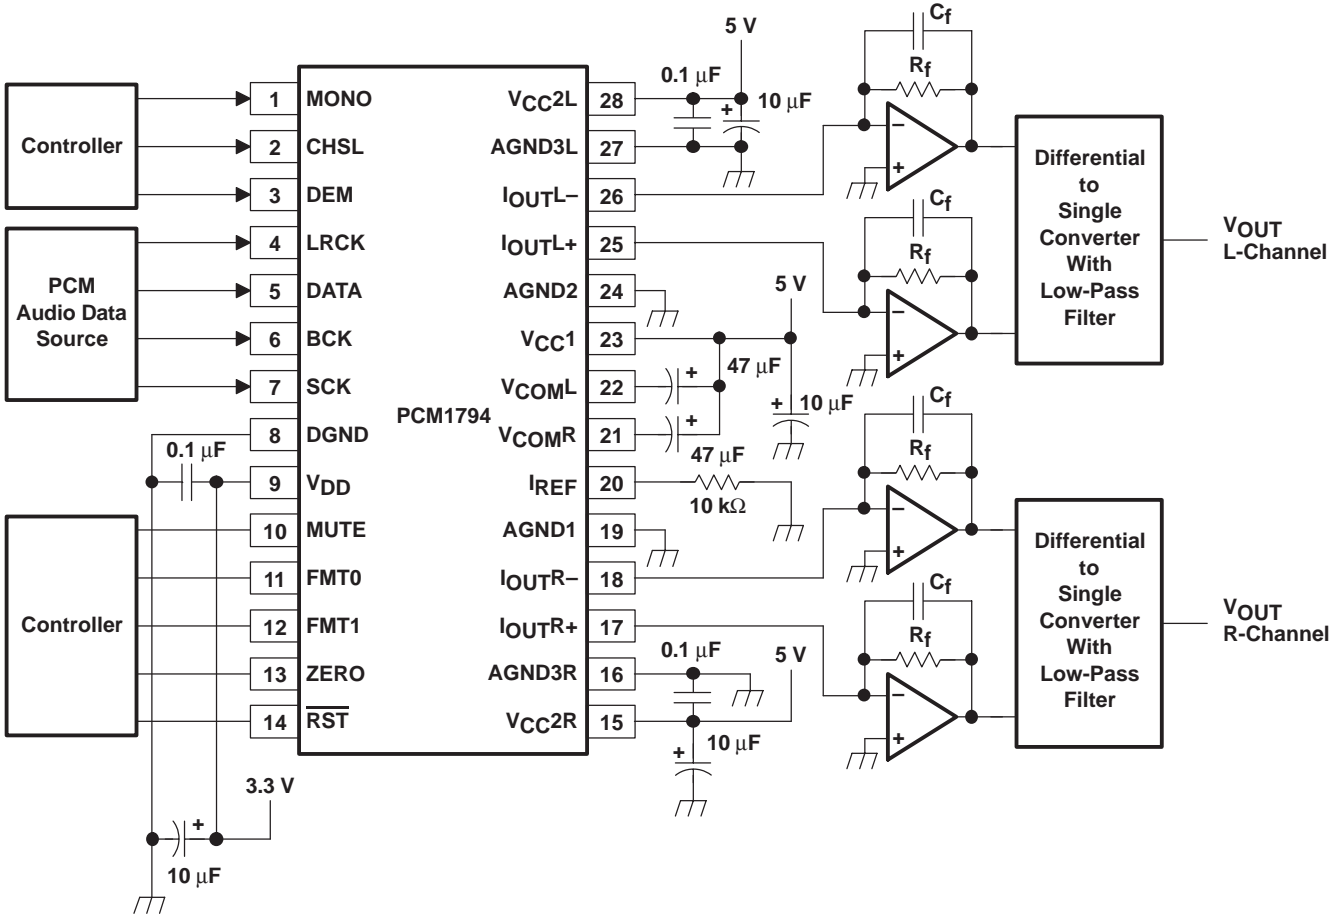 Controller
PCM
Audio Data
Source
Controller
1 MONO
2 CHSL
3 DEM
4 LRCK
5 DATA
6 BCK
7 SCK
8 DGND
9 VDD
10 MUTE
11 FMT0
12 FMT1
13 ZERO
14 RST
0.1 μF
3.3 V
+
10 μF
PCM1794
VCC2L 28
AGND3L 27
IOUTL– 26
IOUTL+ 25
AGND2 24
VCC1 23
VCOML 22
VCOMR 21
IREF 20
AGND1 19
IOUTR– 18
IOUTR+ 17
AGND3R 16
VCC2R 15
5 V
0.1 μF
+ 10 μF
5 V
47 μF
+
+
47 μF
+ 10 μF
10 kΩ
0.1 μF
5 V
10 μF
+
Cf
Rf
–
+
Cf
Rf
–
+
Cf
Rf
–
+
Cf
Rf
–
+
Differential
to
Single
Converter
With
Low-Pass
Filter
VOUT
L-Channel
Differential
to
Single
Converter
With
Low-Pass
Filter
VOUT
R-Channel